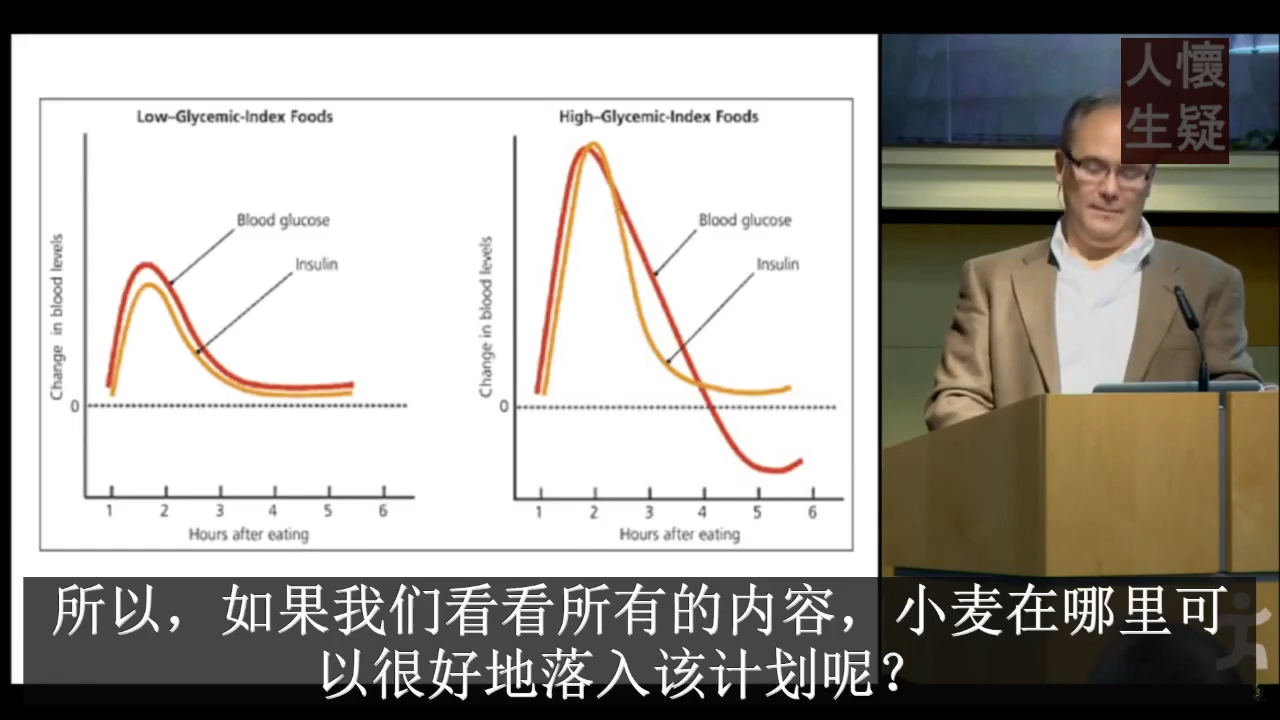 Low–Glycemic-Index Foods
Change in blood levels
Blood glucose
Insulin
0
1 2 3 4 5 6
Hours after eating
High–Glycemic-Index Foods
Change in blood levels
Blood glucose
Insulin
0
1 2 3 4 5 6
Hours after eating
人懷
生疑
所以，如果我们看看所有的内容，小麦在哪里可
以很好地落入该计划呢？